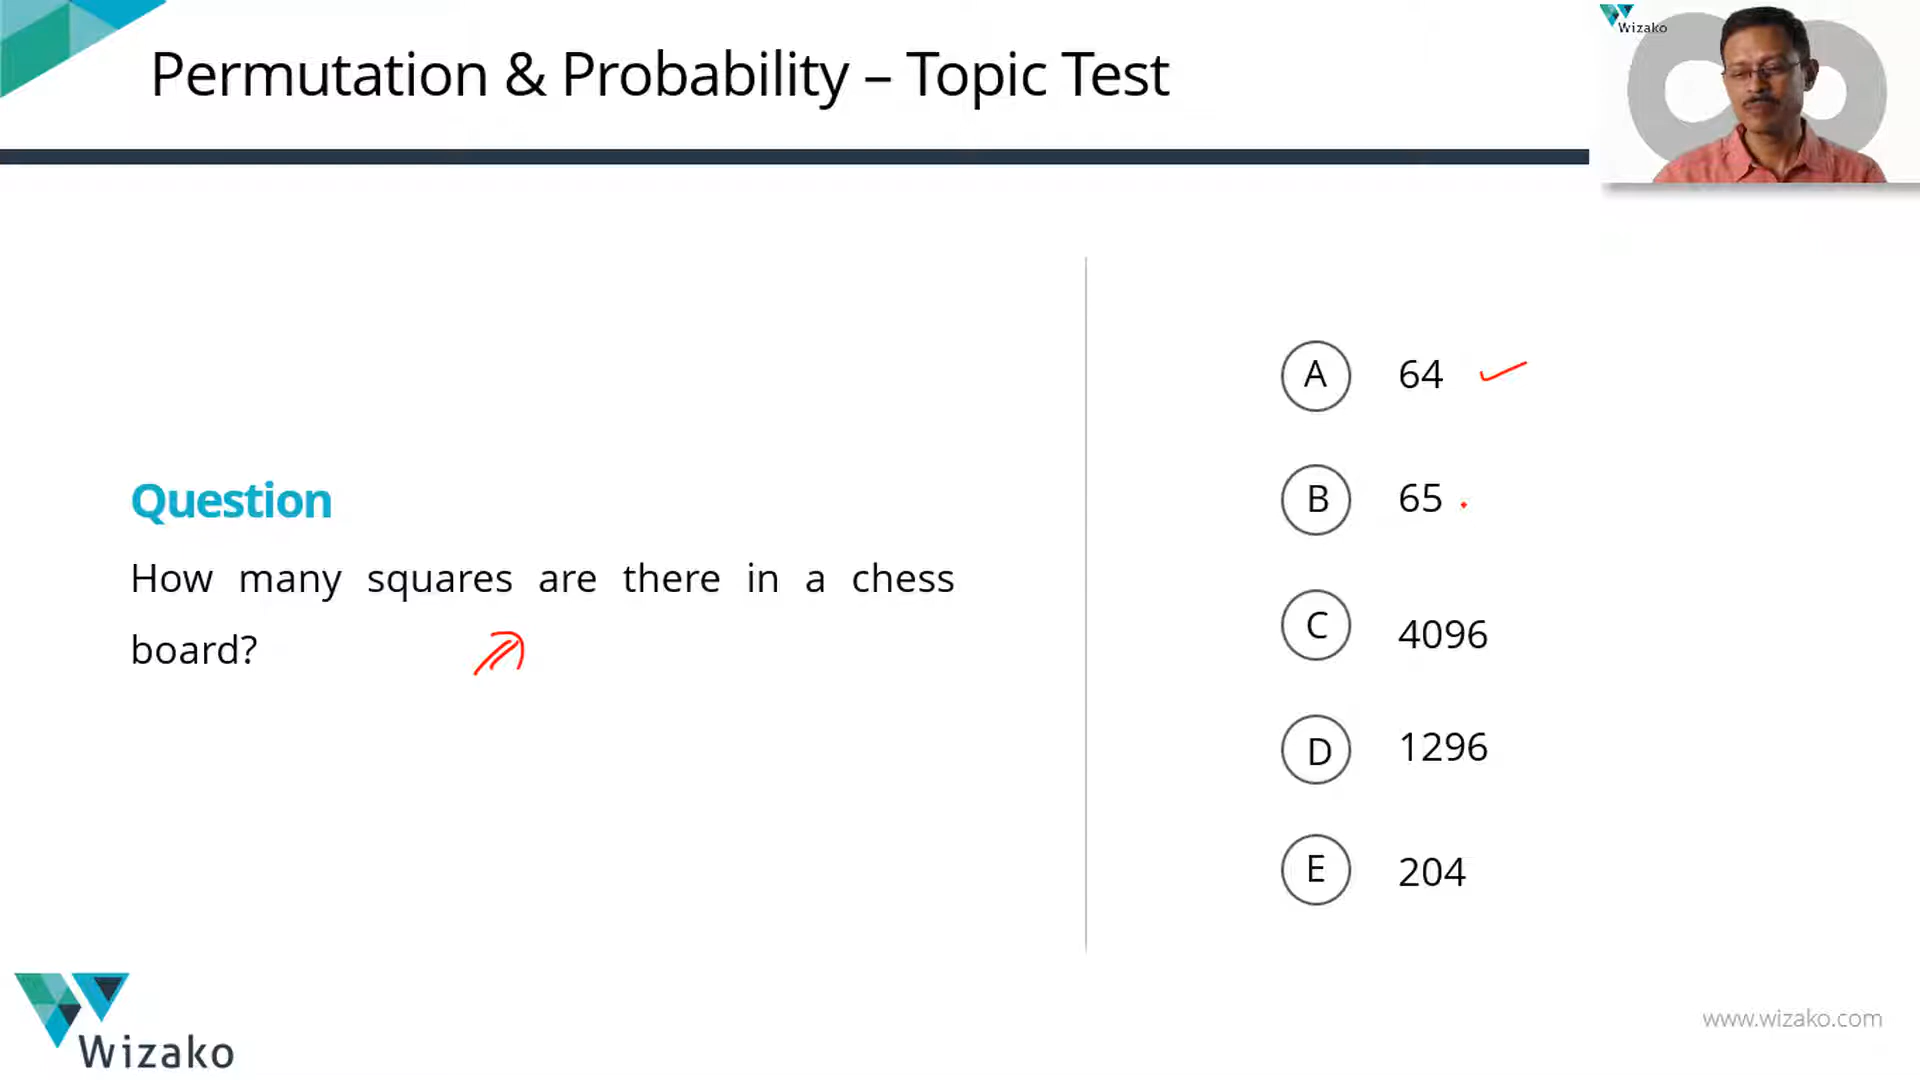 Permutation & Probability – Topic Test
Wizako
Question
How many squares are there in a chess
board?
A 64
B 65
C 4096
D 1296
E 204
Wizako
www.wizako.com